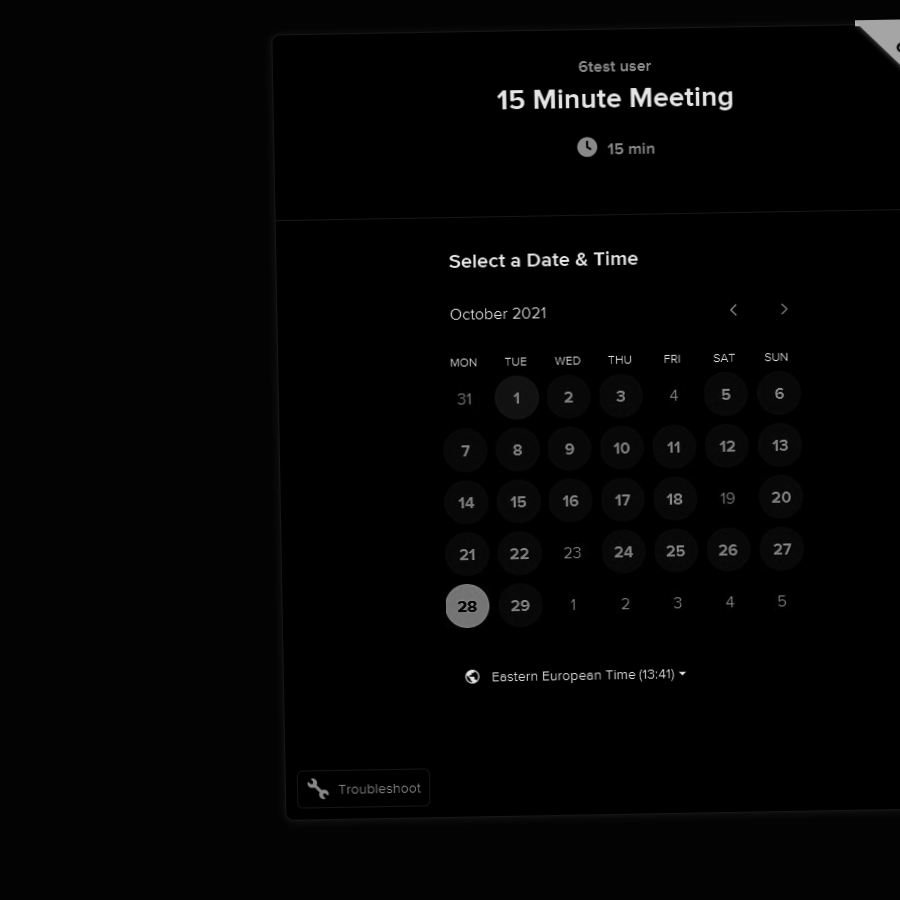 6test user
15 Minute Meeting
15 min
Select a Date & Time
October 2021
MON TUE WED THU FRI SAT SUN
31 1 2 3 4 5 6
7 8 9 10 11 12 13
14 15 16 17 18 19 20
21 22 23 24 25 26 27
28 29 1 2 3 4 5
Eastern European Time (13:41)
Troubleshoot